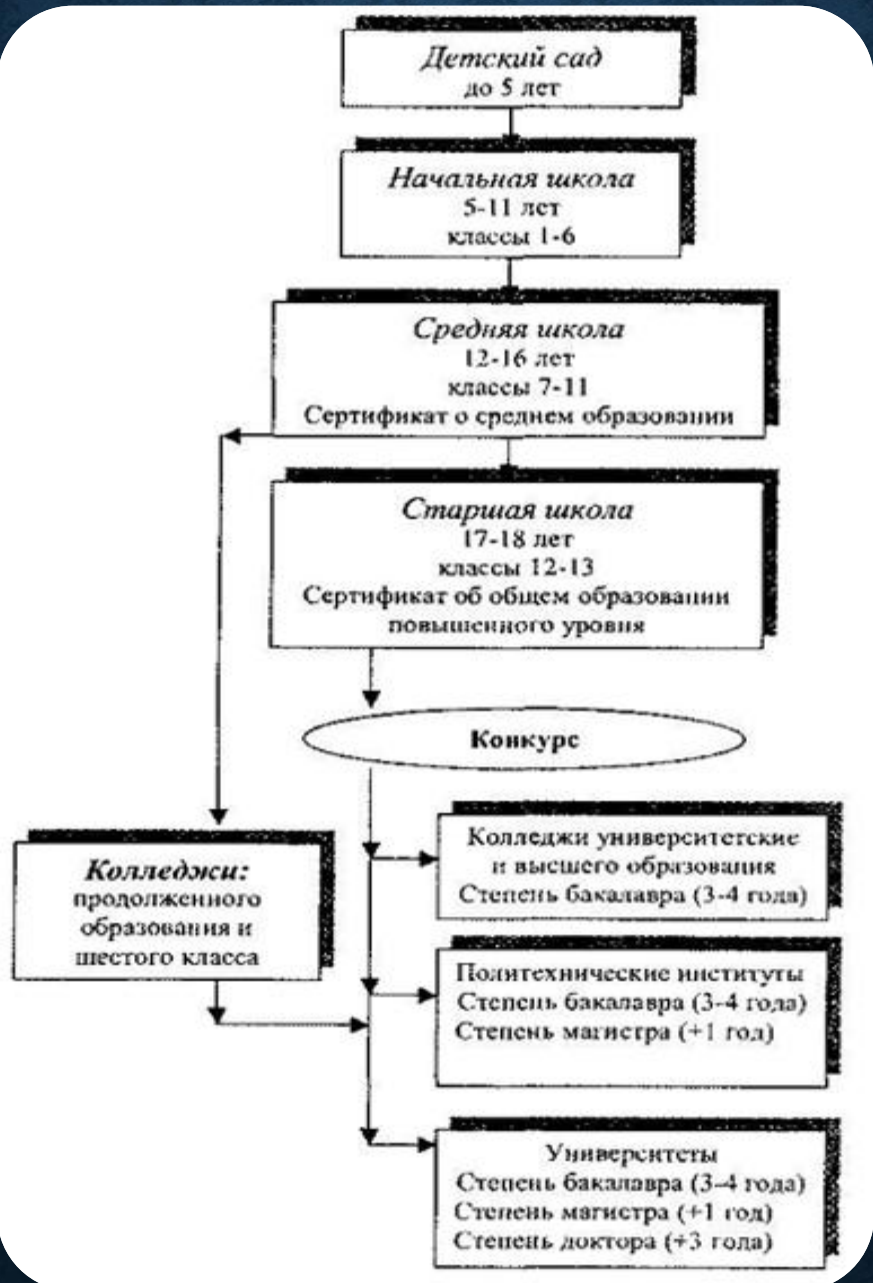 Детский сад
до 5 лет
Начальная школа
5-11 лет
классы 1-6
Средняя школа
12-16 лет
классы 7-11
Сертификат о среднем образовании
Старшая школа
17-18 лет
классы 12-13
Сертификат об общем образовании
повышенного уровня
Конкурс
Колледжи:
продолженного
образования и
шестого класса
Колледжи университетские
и высшего образования
Степень бакалавра (3-4 года)
Политехнические институты
Степень бакалавра (3-4 года)
Степень магистра (+1 год)
Университеты
Степень бакалавра (3-4 года)
Степень магистра (+1 год)
Степень доктора (+3 года)